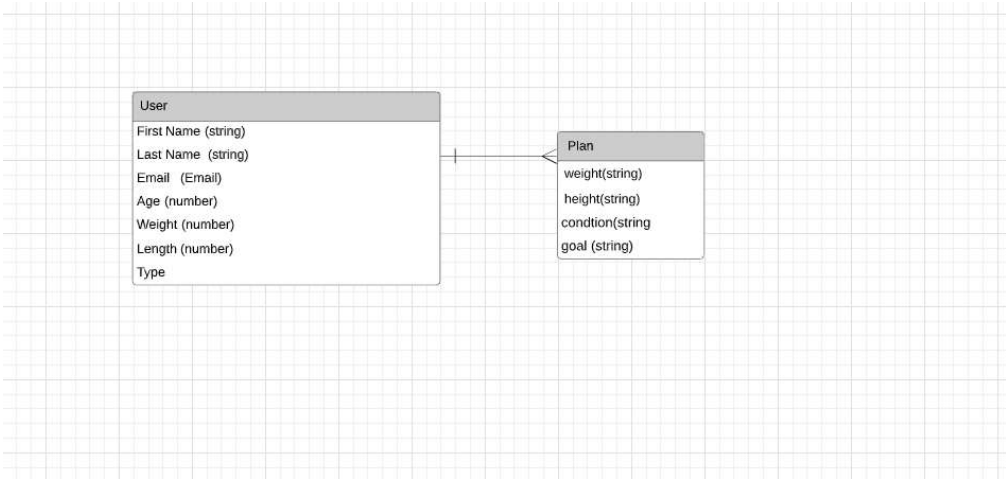 User
First Name (string)
Last Name (string)
Email (Email)
Age (number)
Weight (number)
Length (number)
Type
Plan
weight(string)
height(string)
condtion(string
goal (string)